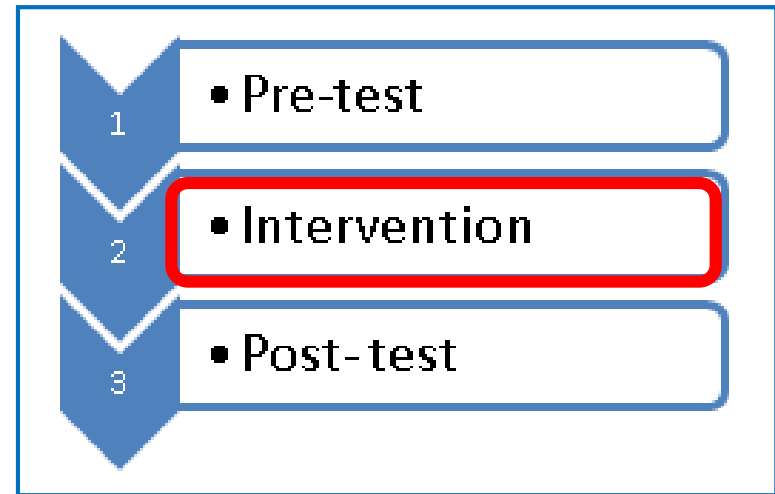 1
• Pre-test
2
• Intervention
3
• Post-test